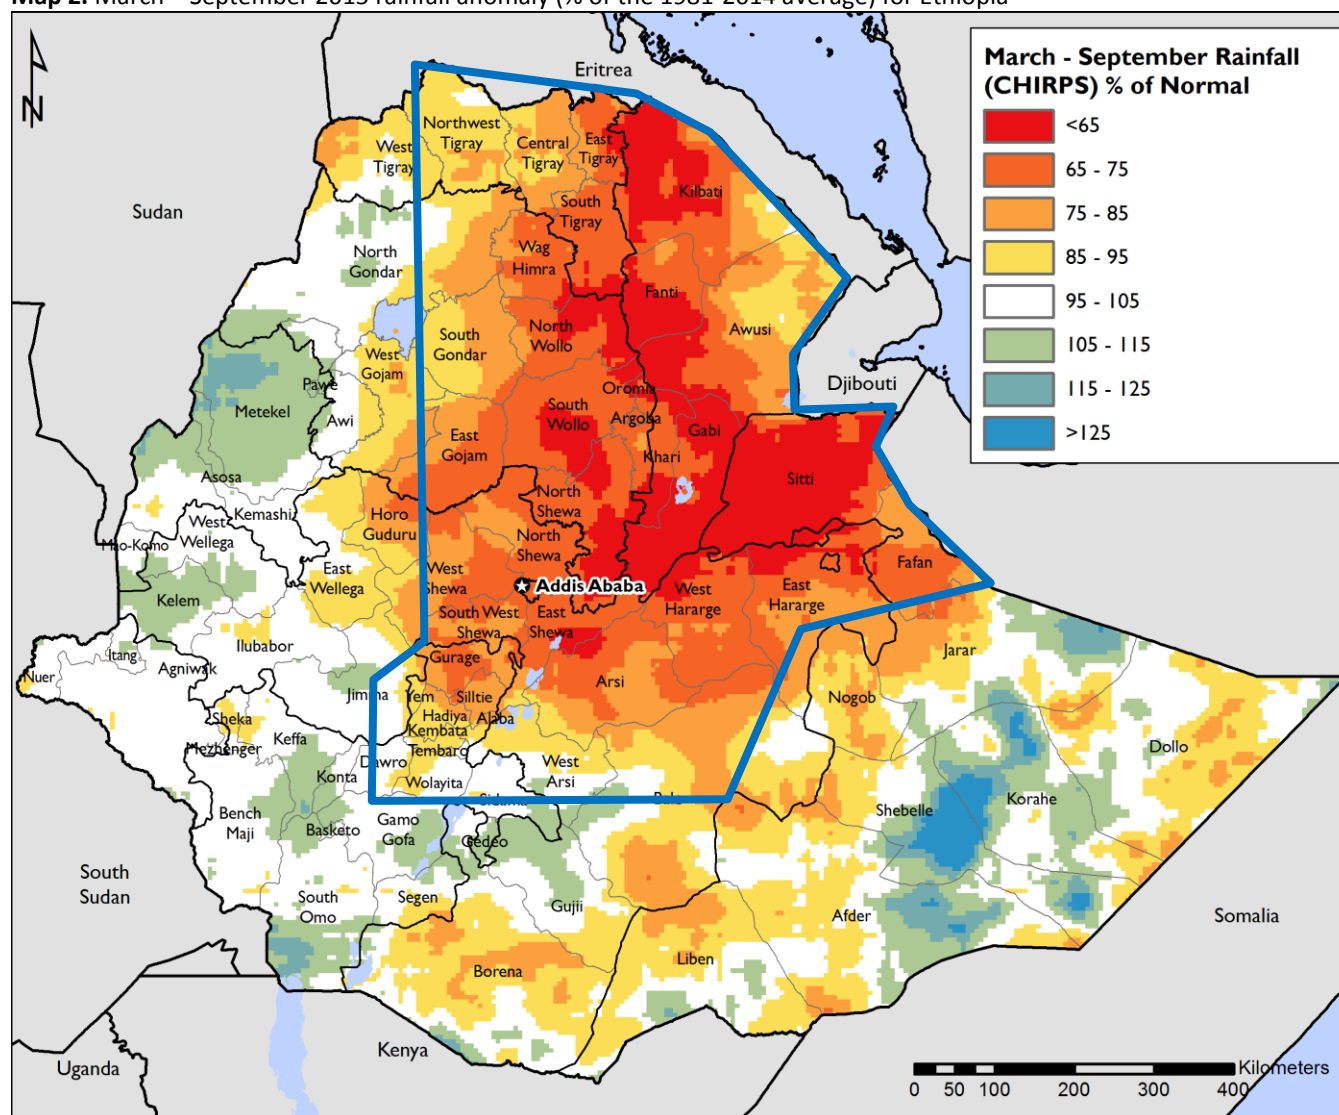 Map 2: March – September 2015 rainfall anomaly (% of the 1981-2014 average) for Ethiopia
March - September Rainfall
(CHIRPS) % of Normal
<65
65 - 75
75 - 85
85 - 95
95 - 105
105 - 115
115 - 125
>125
N
Eritrea
Sudan
Djibouti
South
Sudan
Somalia
Kenya
Uganda
Northwest
Tigray
West
Tigray
Central
Tigray
East
Tigray
Kilbati
South
Tigray
North
Gondar
Wag
Himra
Fanti
Awusi
South
Gondar
North
Wollo
West
Gojam
Pawe
Metekel
Awi
Oromia
South
Wollo
Argoba
Gabi
East
Gojam
Khari
Sitti
Asosa
Kemashi
Horo
Guduru
North
Shewa
West
Wellega
Mao-Komo
North
Shewa
Addis Ababa
East
Wellega
West
Shewa
Fafan
West
Hararge
East
Hararge
Kelem
South West
Shewa
East
Shewa
Ilubabor
Itang
Agniwak
Nuer
Gurage
Jarar
Arsi
Jimma
Yem
Silltie
Nogob
Hadiya
Alaba
Sheka
Kembata
Tembaro
Mezhenger
Keffa
Dollo
Dawro
West
Arsi
Konta
Wolayita
Sidama
Bale
Korahe
Shebelle
Bench
Maji
Basketo
Gamo
Gofa
Gedeo
South
Omo
Segen
Gujii
Afder
Borena
Liben
Kilometers
0 50 100 200 300 400